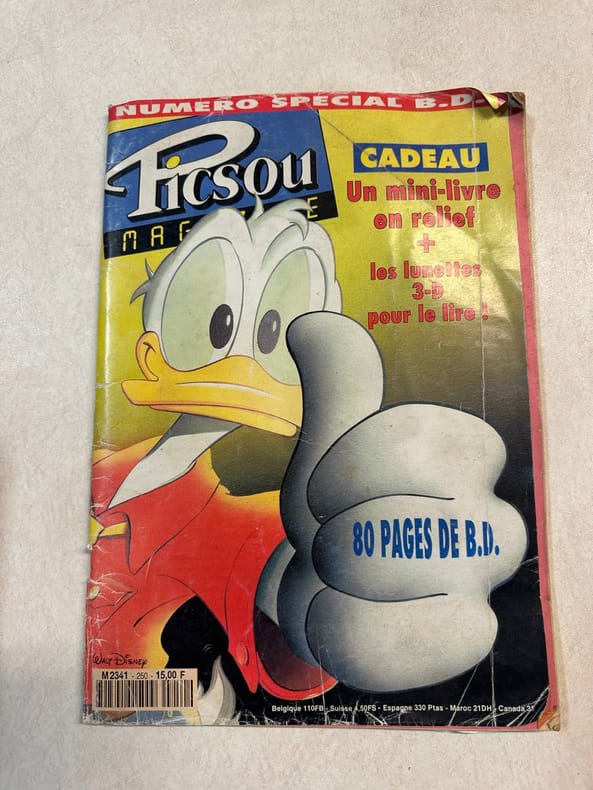 NUMERO SPECIAL B.D.
Picsou
CADEAU
Un mini-livre
en relief
+
les lunettes
3-D
pour le lire !
80 PAGES DE B.D.
Walt Disney
M 2341 - 250 - 15,00 F
Belgique 110FB - Suisse 4,50FS - Espagne 330 Ptas - Maroc 21DH - Canada